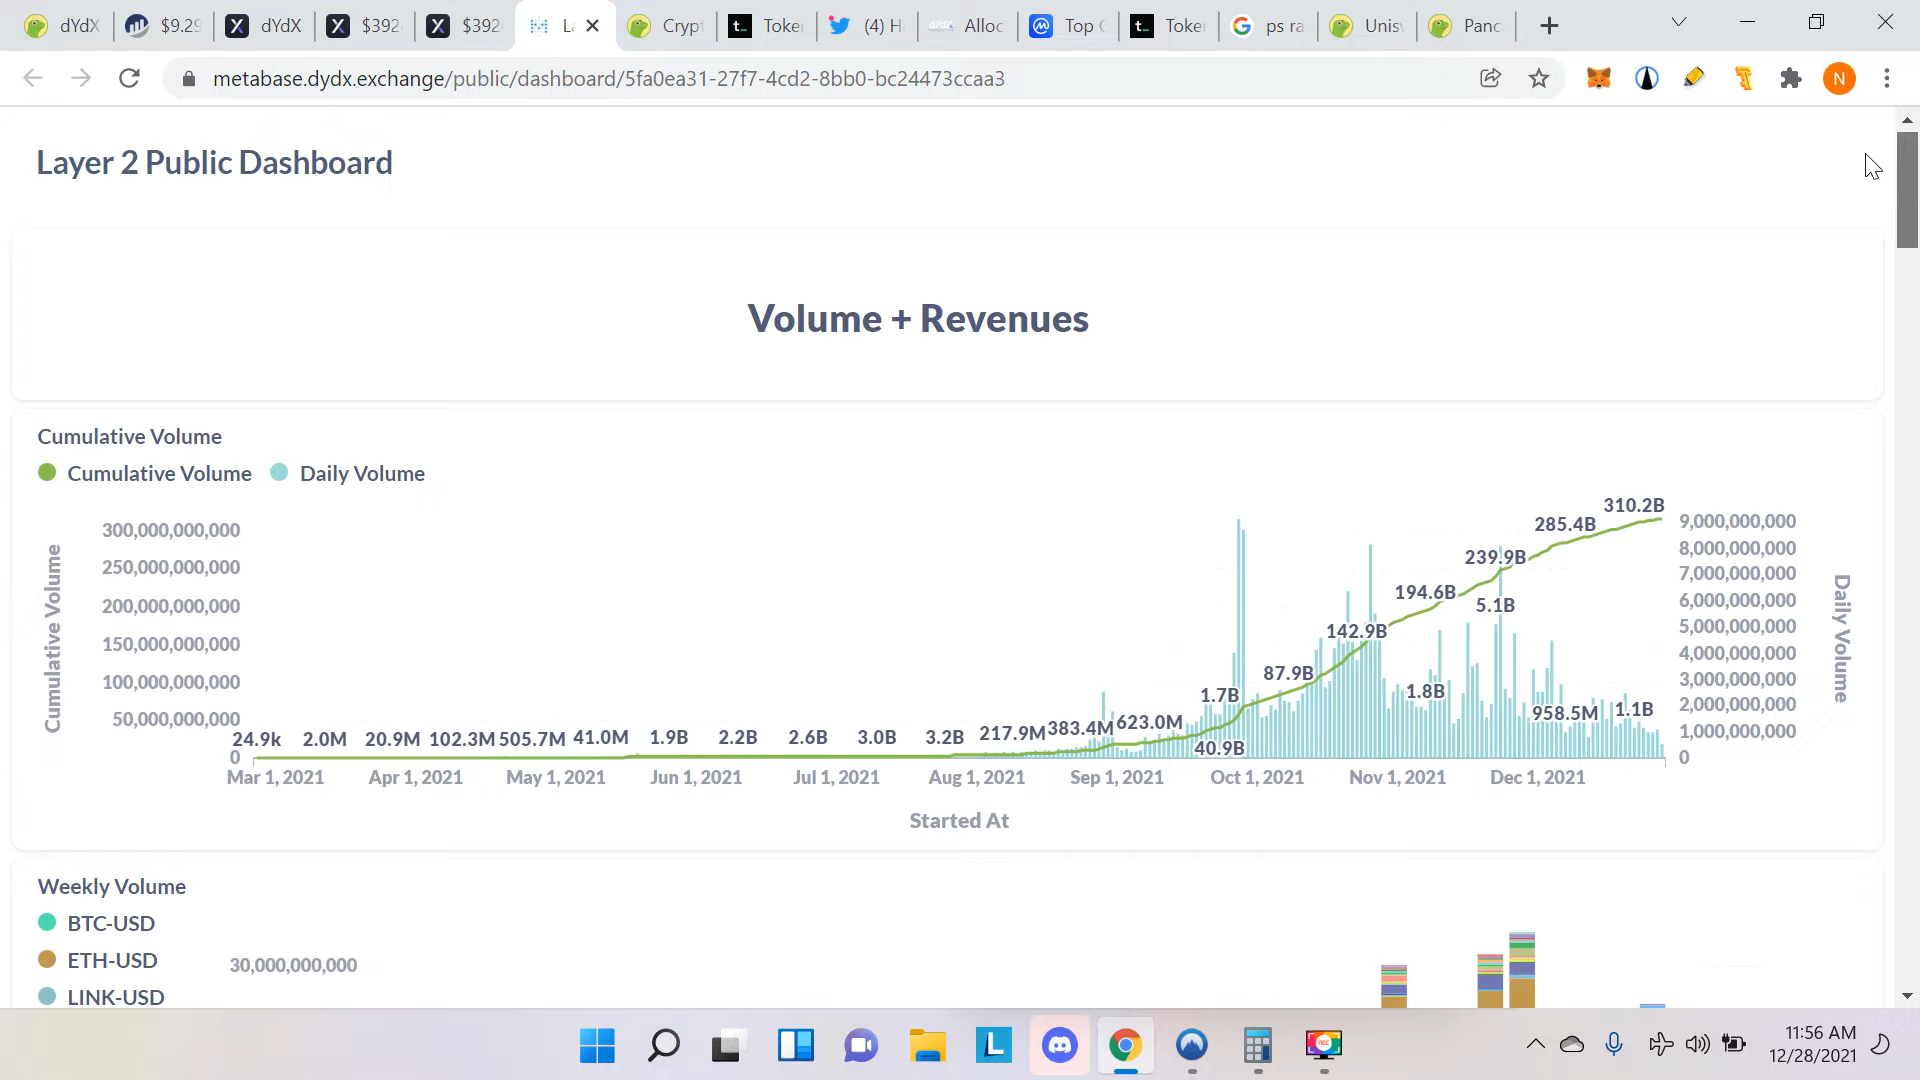 dYdX
$9.29
dYdX
$392
$392
La
Crypt
Toke
(4) H
Alloc
Top C
Toke
ps ra
Unis
Panc
metabase.dydx.exchange/public/dashboard/5fa0ea31-27f7-4cd2-8bb0-bc24473ccaa3
N
Layer 2 Public Dashboard
Volume + Revenues
Cumulative Volume
Cumulative Volume Daily Volume
310.2B
285.4B
239.9B
194.6B
5.1B
142.9B
87.9B
1.7B 1.8B
958.5M 1.1B
24.9k 2.0M 20.9M 102.3M 505.7M 41.0M 1.9B 2.2B 2.6B 3.0B 3.2B 217.9M 383.4M 623.0M
40.9B
Cumulative Volume
300,000,000,000
250,000,000,000
200,000,000,000
150,000,000,000
100,000,000,000
50,000,000,000
0
9,000,000,000
8,000,000,000
7,000,000,000
6,000,000,000
5,000,000,000
4,000,000,000
3,000,000,000
2,000,000,000
1,000,000,000
0
Daily Volume
Mar 1, 2021 Apr 1, 2021 May 1, 2021 Jun 1, 2021 Jul 1, 2021 Aug 1, 2021 Sep 1, 2021 Oct 1, 2021 Nov 1, 2021 Dec 1, 2021
Started At
Weekly Volume
BTC-USD
ETH-USD
LINK-USD
30,000,000,000
L
REC
11:56 AM
12/28/2021